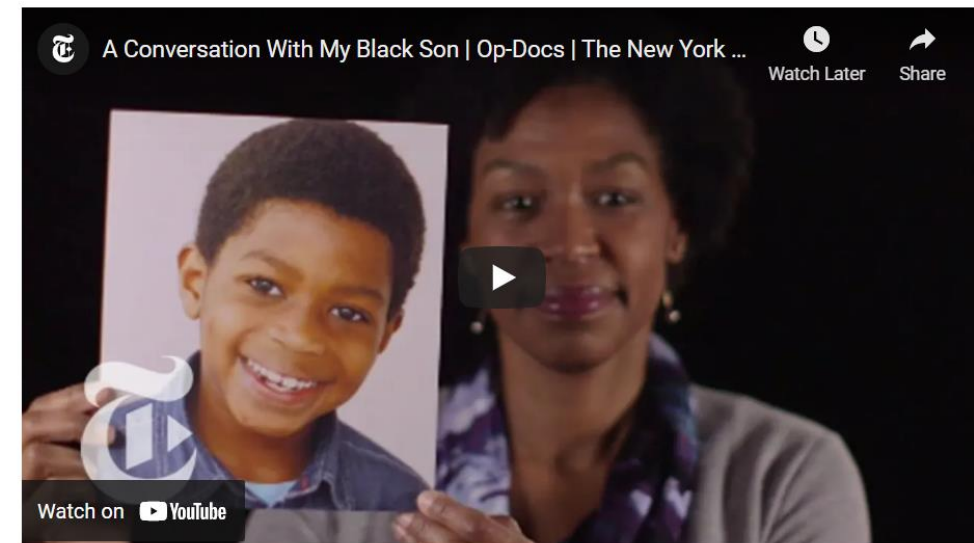 A Conversation With My Black Son | Op-Docs | The New York ...
Watch Later
Share
Watch on YouTube